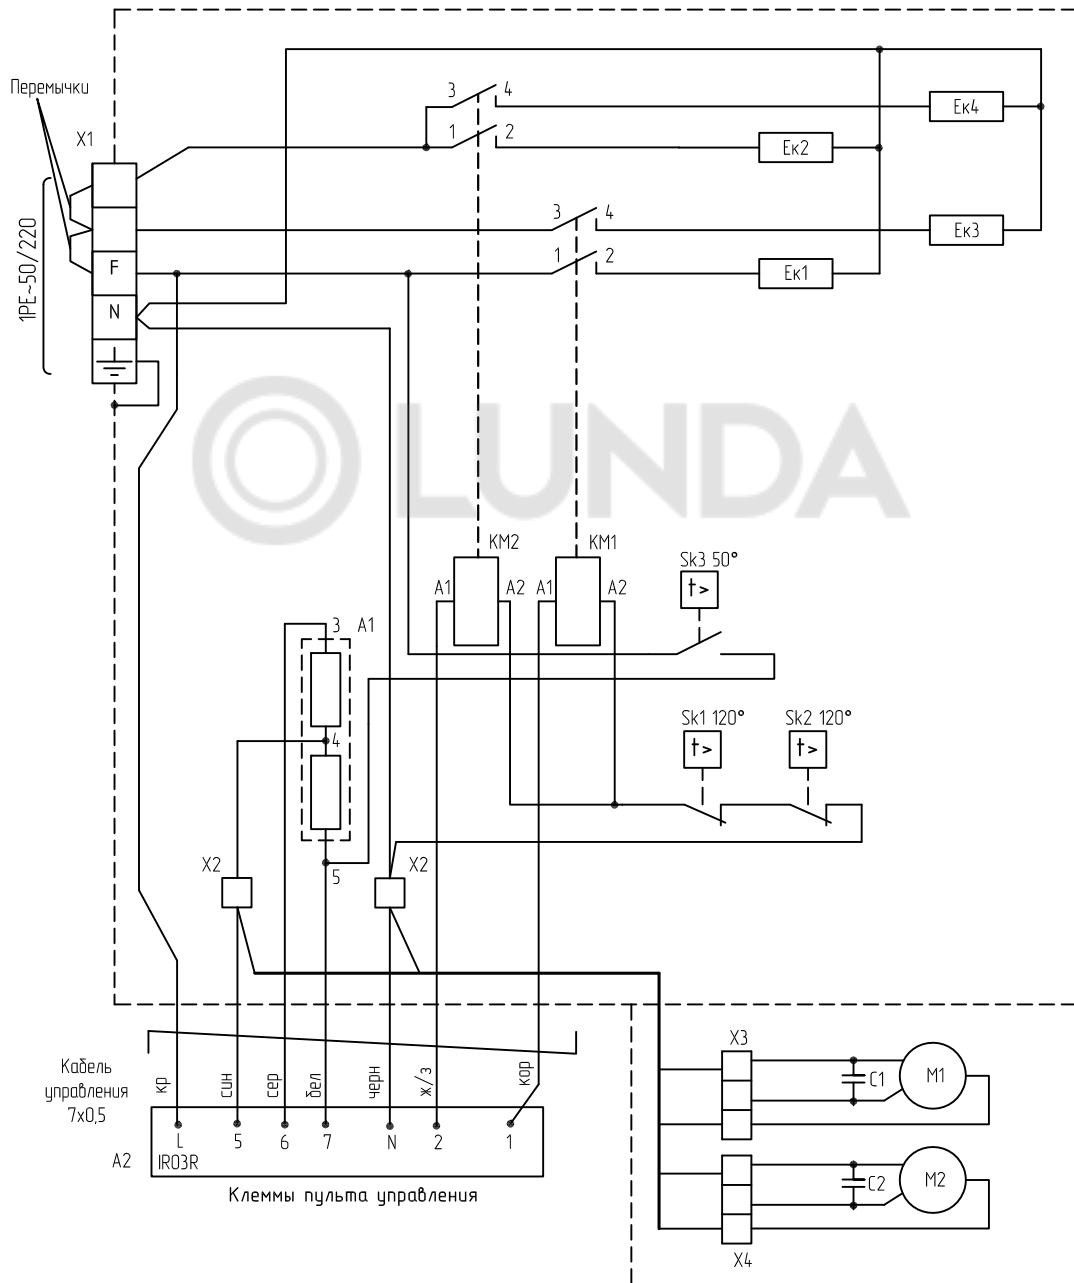 Перемычки
X1
1PE~50/220
F
N
3 4
1 2
Ек4
Ек2
3 4
1 2
Ек3
Ек1
LUNDA
KM2
KM1
A1 A2
A1 A2
Sk3 50°
t>
3 A1
4
5
Sk1 120°
t>
Sk2 120°
t>
X2
X2
Кабель
управления
7x0,5
кр
син
сер
бел
черн
ж/з
кор
A2
L 5 6 7 N 2 1
IR03R
Клеммы пульта управления
X3
C1
M1
C2
M2
X4